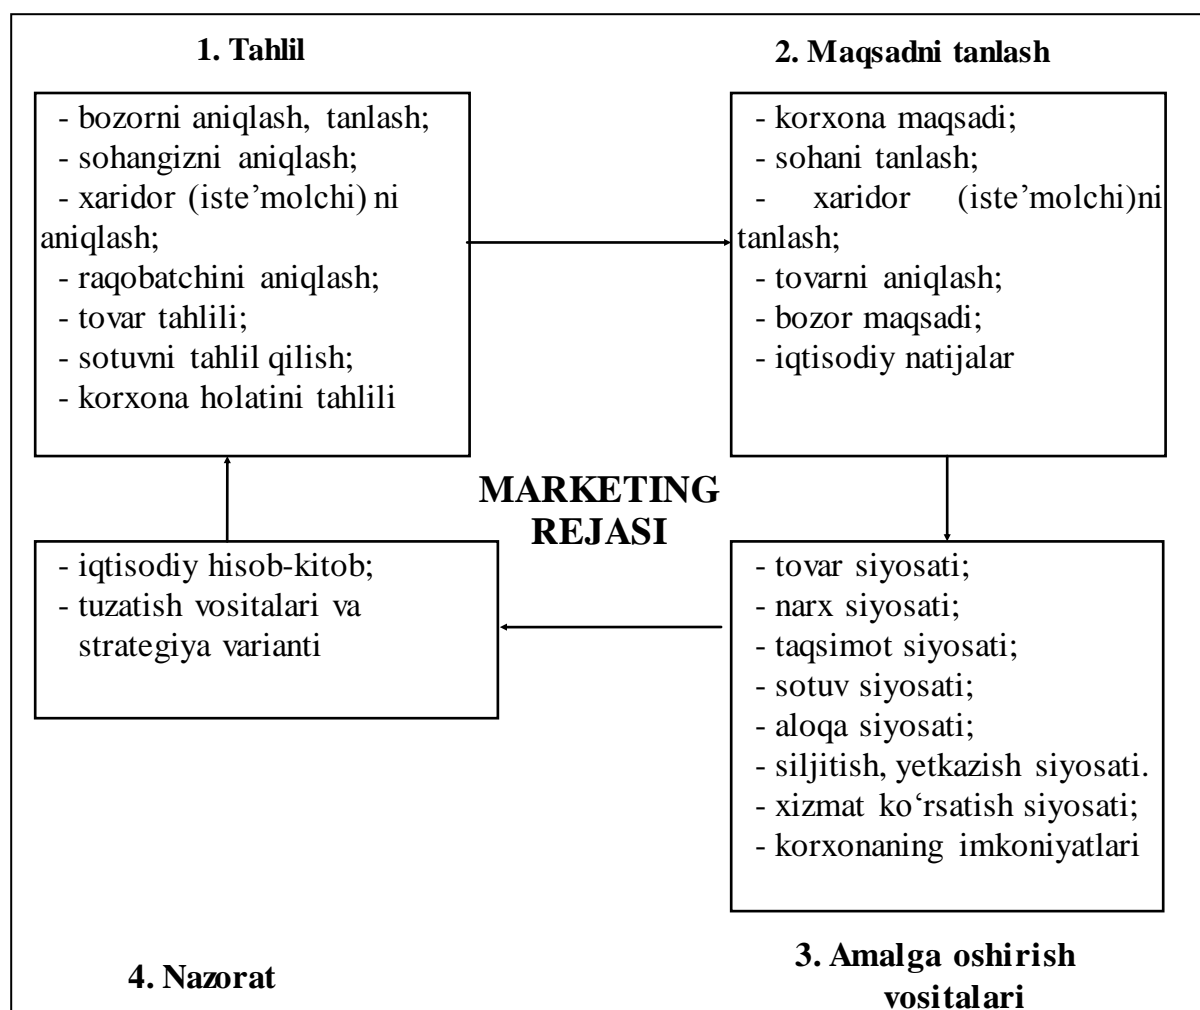 1. Tahlil
- bozorni aniqlash, tanlash;
- sohangizni aniqlash;
- xaridor (iste’molchi) ni
aniqlash;
- raqobatchini aniqlash;
- tovar tahlili;
- sotuvni tahlil qilish;
- korxona holatini tahlili
2. Maqsadni tanlash
- korxona maqsadi;
- sohani tanlash;
- xaridor (iste’molchi)ni
tanlash;
- tovarni aniqlash;
- bozor maqsadi;
- iqtisodiy natijalar
MARKETING
REJASI
- tovar siyosati;
- narx siyosati;
- taqsimot siyosati;
- sotuv siyosati;
- aloqa siyosati;
- siljitish, yetkazish siyosati.
- xizmat ko‘rsatish siyosati;
- korxonaning imkoniyatlari
3. Amalga oshirish
vositalari
- iqtisodiy hisob-kitob;
- tuzatish vositalari va
strategiya varianti
4. Nazorat